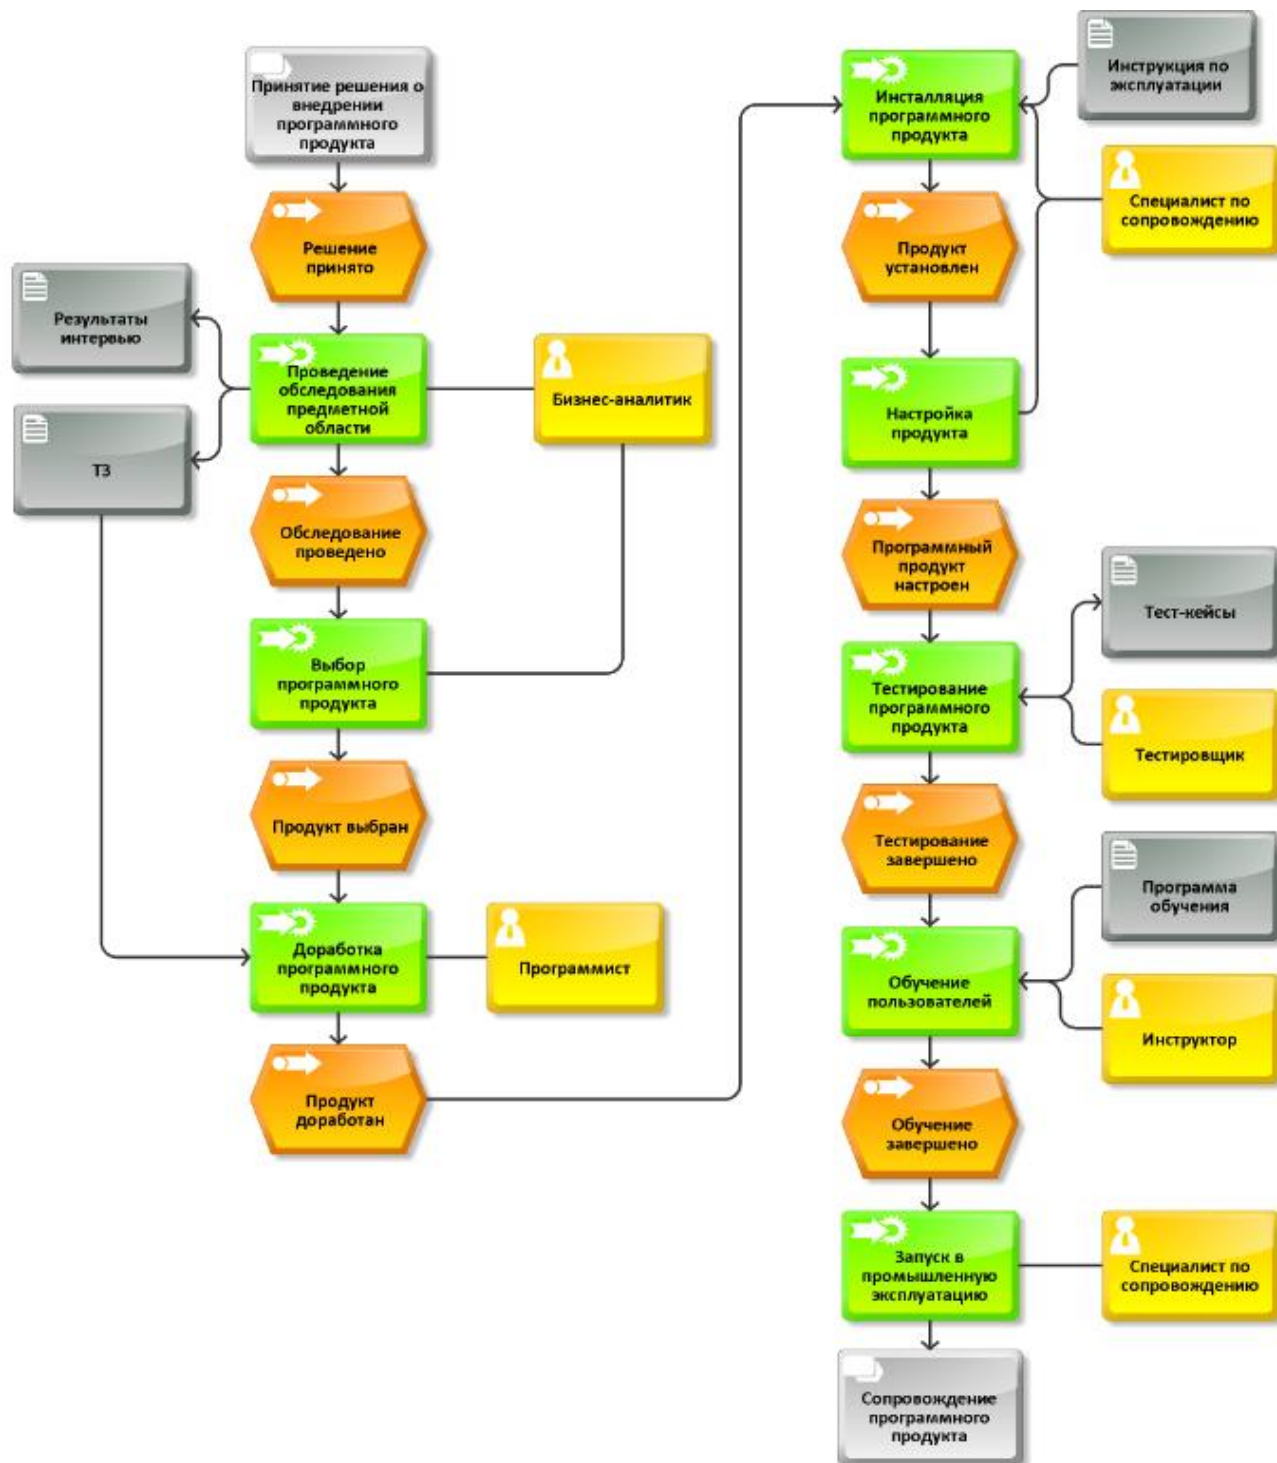 Принятие решения о
внедрении
программного
продукта
Решение
принято
Результаты
интервью
Проведение
обследования
предметной
области
Бизнес-аналитик
ТЗ
Обследование
проведено
Выбор
программного
продукта
Продукт выбран
Доработка
программного
продукта
Программист
Продукт
доработан
Инсталляция
программного
продукта
Инструкция по
эксплуатации
Специалист по
сопровождению
Продукт
установлен
Настройка
продукта
Программный
продукт
настроен
Тест-кейсы
Тестирование
программного
продукта
Тестировщик
Тестирование
завершено
Программа
обучения
Обучение
пользователей
Инструктор
Обучение
завершено
Запуск в
промышленную
эксплуатацию
Специалист по
сопровождению
Сопровождение
программного
продукта